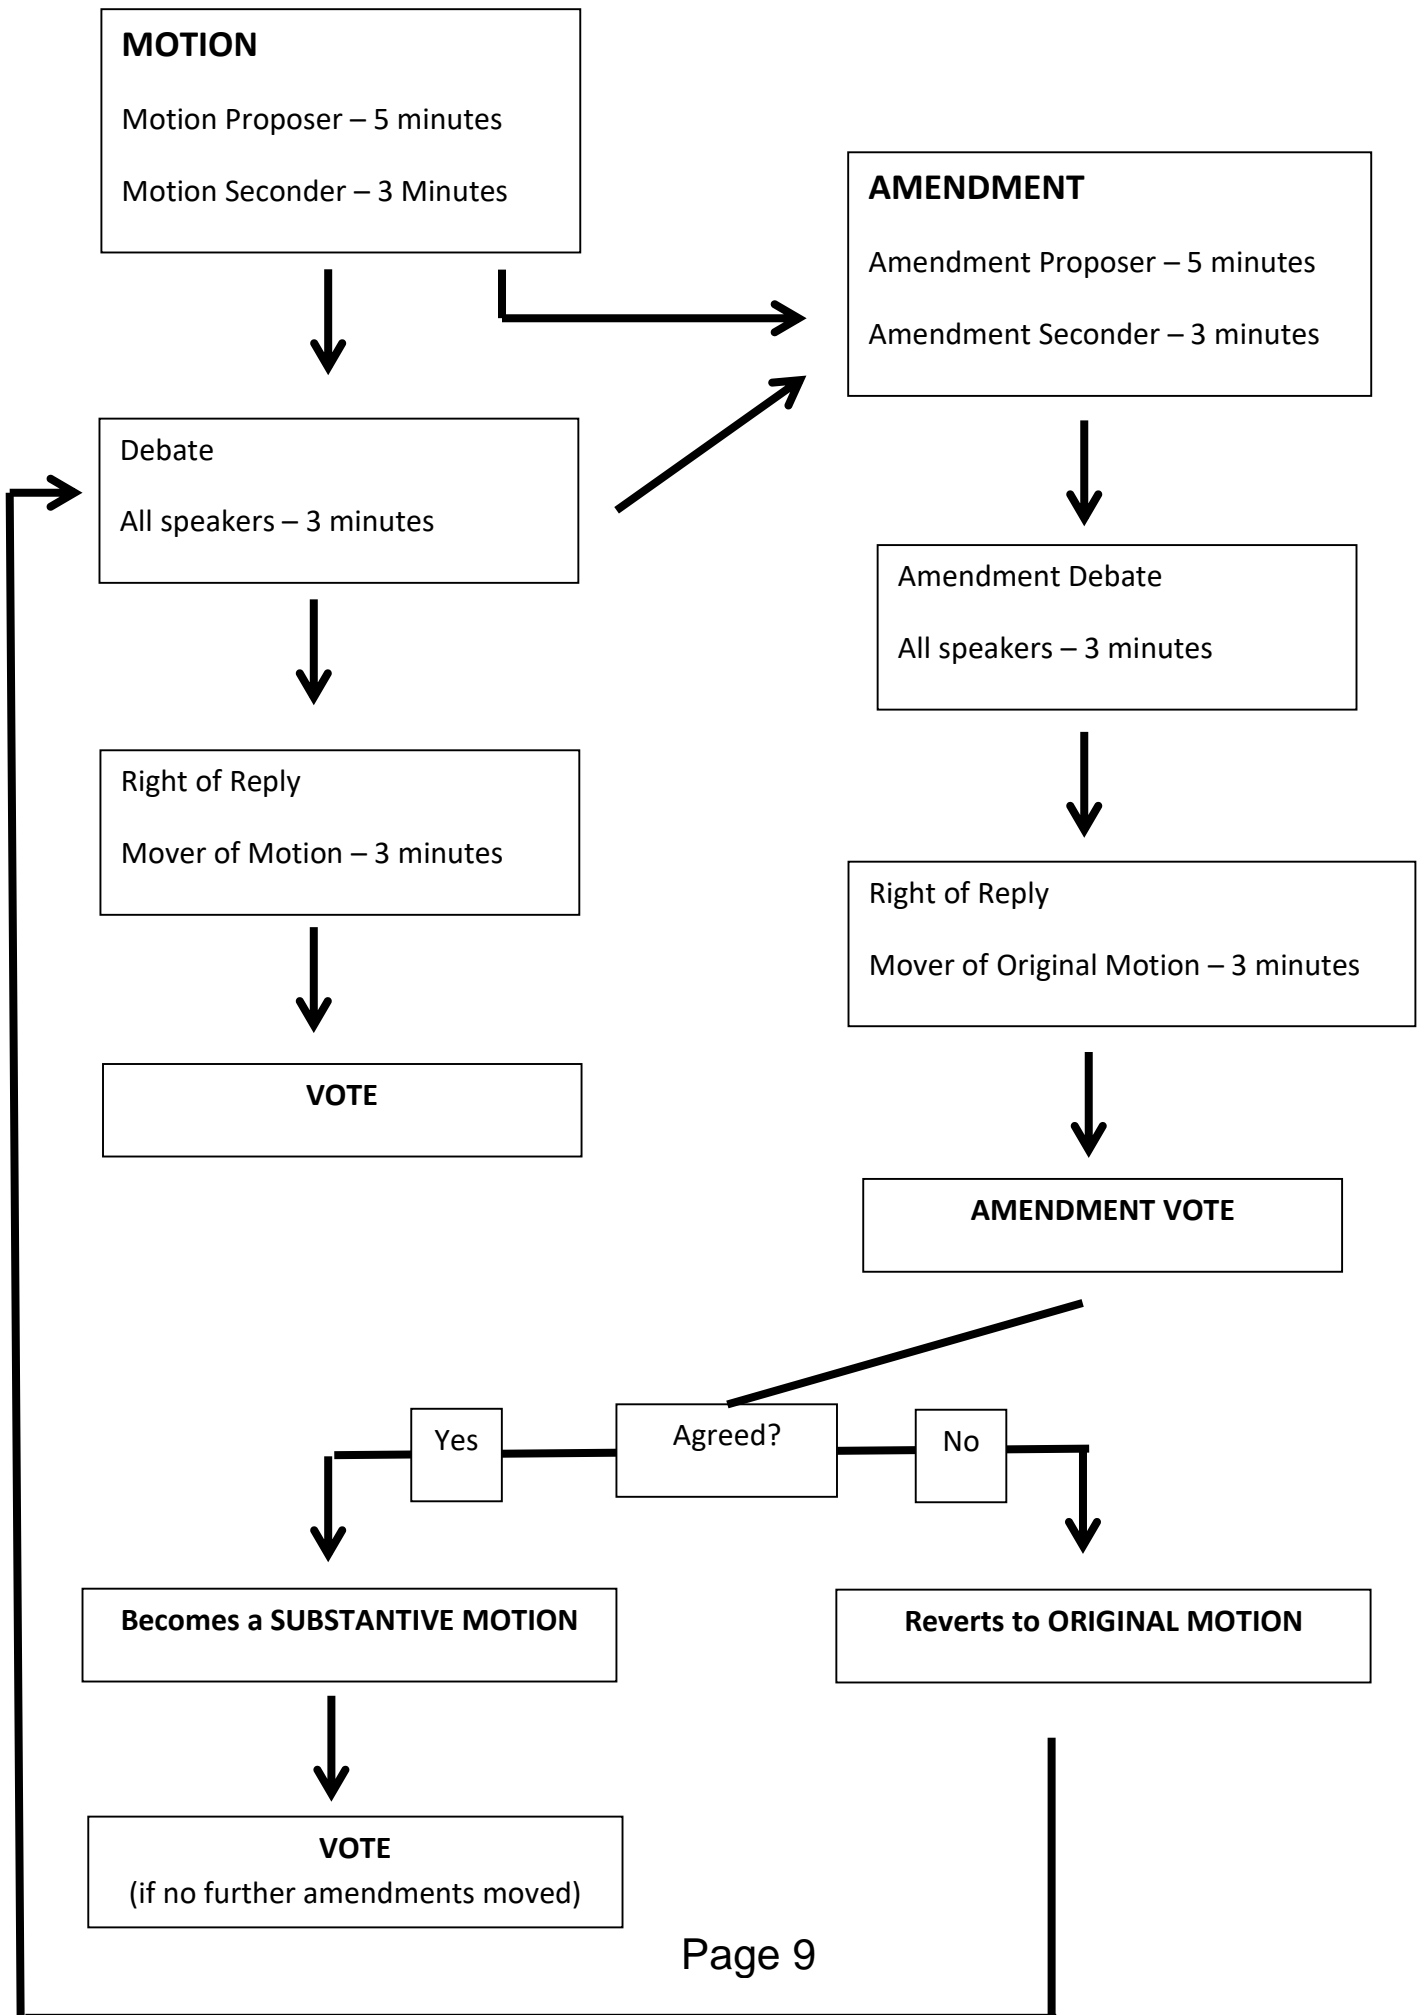 MOTION
Motion Proposer – 5 minutes
Motion Seconder – 3 Minutes
AMENDMENT
Amendment Proposer – 5 minutes
Amendment Seconder – 3 minutes
Debate
All speakers – 3 minutes
Amendment Debate
All speakers – 3 minutes
Right of Reply
Mover of Motion – 3 minutes
Right of Reply
Mover of Original Motion – 3 minutes
VOTE
AMENDMENT VOTE
Yes
Agreed?
No
Becomes a SUBSTANTIVE MOTION
Reverts to ORIGINAL MOTION
VOTE
(if no further amendments moved)
Page 9